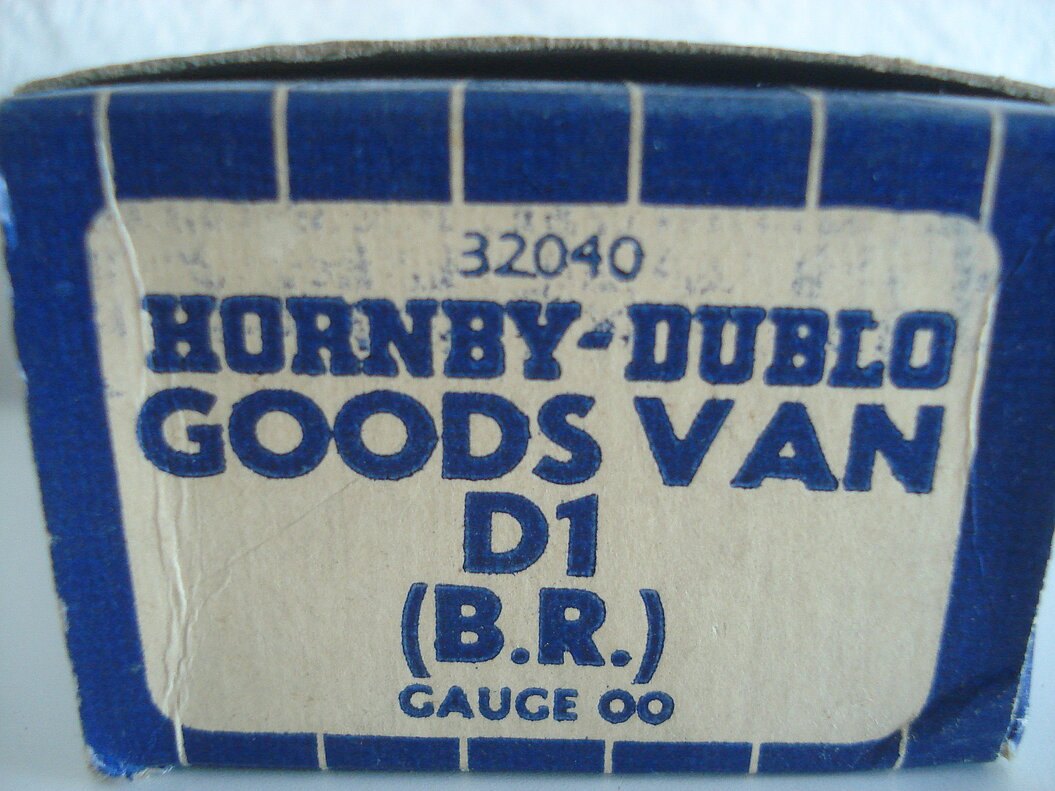 32040
HORNBY-DUBLO
GOODS VAN
D1
(B.R.)
GAUGE OO